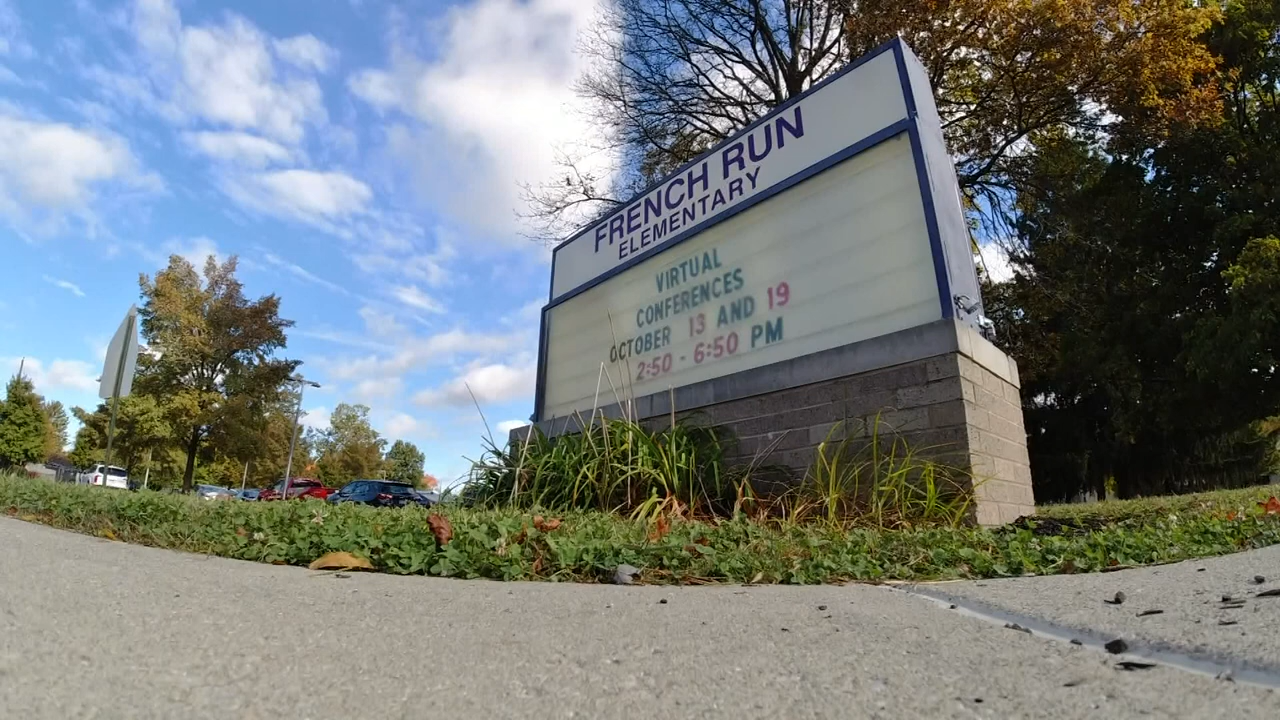 FRENCH RUN
ELEMENTARY
VIRTUAL
CONFERENCES
OCTOBER 13 AND 19
2:50 - 6:50 PM